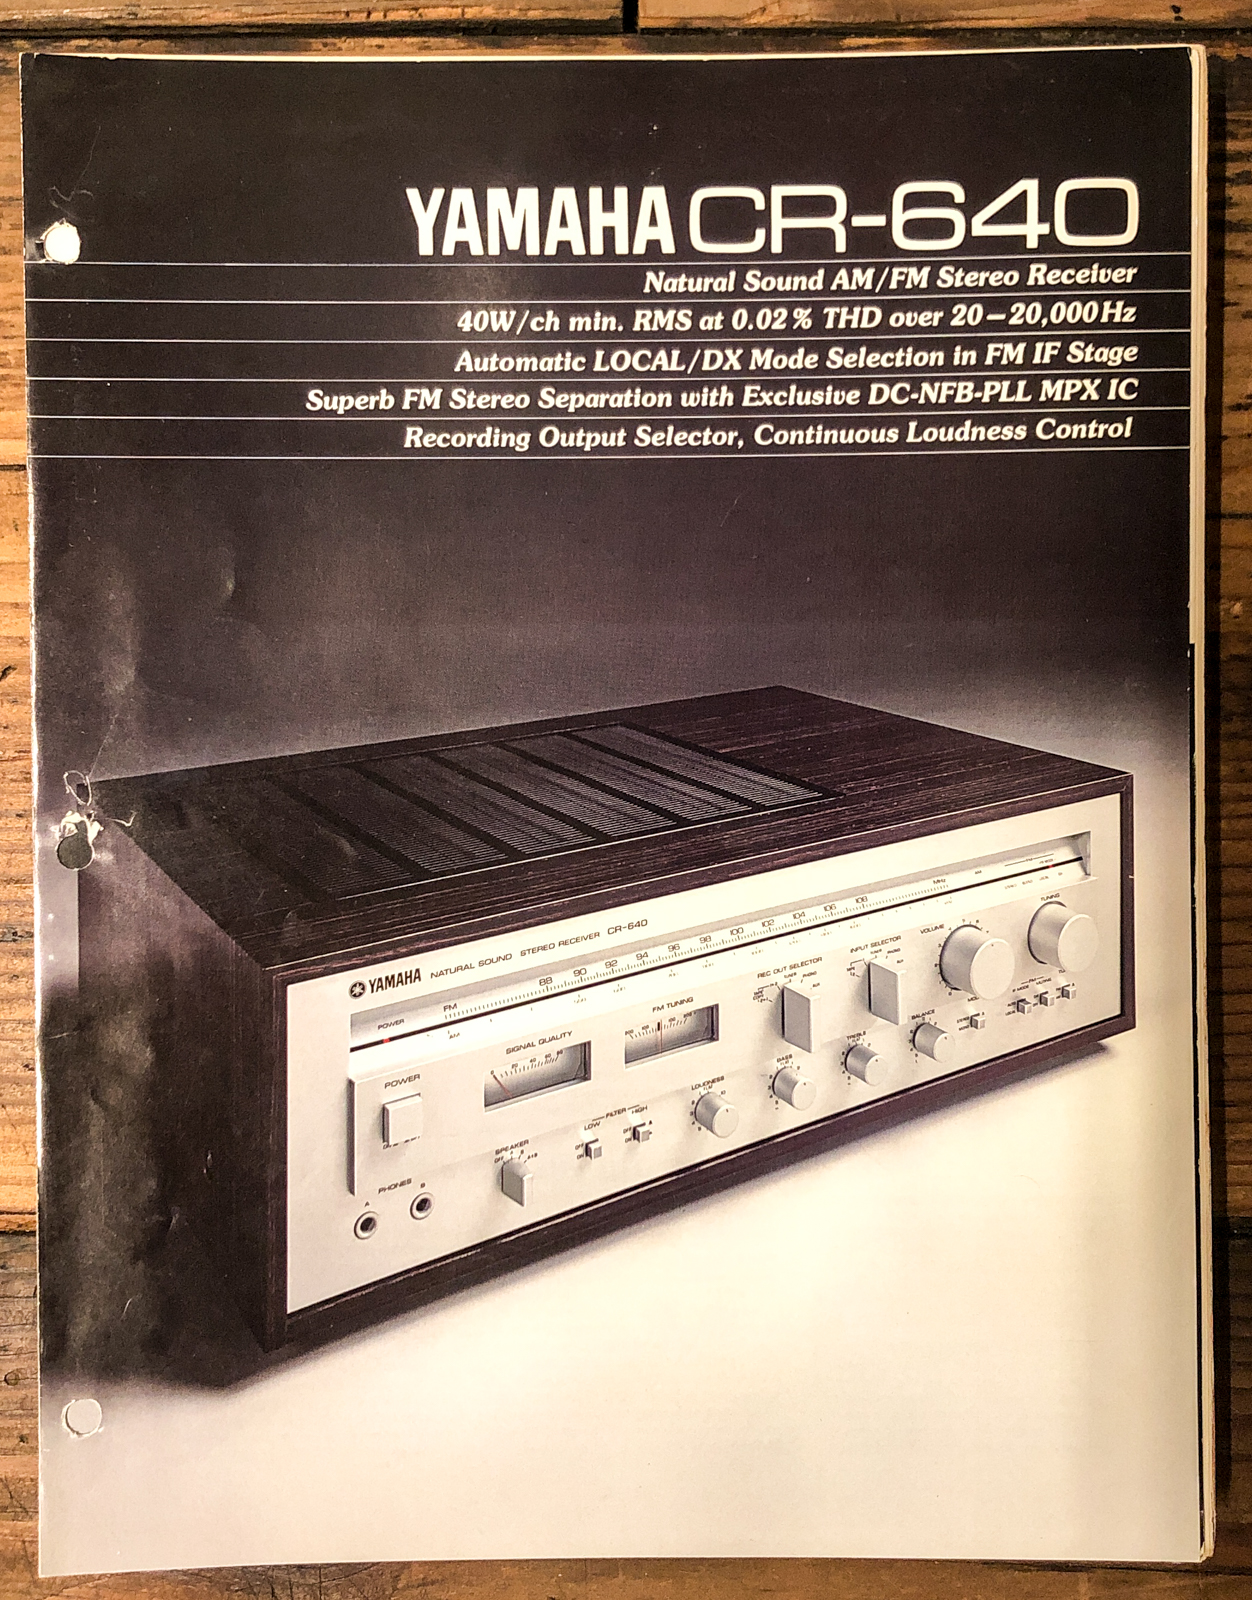 YAMAHA CR-640
Natural Sound AM/FM Stereo Receiver
40W/ch min. RMS at 0.02% THD over 20–20,000Hz
Automatic LOCAL/DX Mode Selection in FM IF Stage
Superb FM Stereo Separation with Exclusive DC-NFB-PLL MPX IC
Recording Output Selector, Continuous Loudness Control
YAMAHA NATURAL SOUND STEREO RECEIVER CR-640
FM 88 90 92 94 96 98 100 102 104 106 108 MHz
AM
POWER
SIGNAL QUALITY
FM TUNING
REC OUT SELECTOR
INPUT SELECTOR
VOLUME
TUNING
POWER
PHONES
A B
SPEAKER
FILTER
LOW HIGH
LOUDNESS
BASS
TREBLE
BALANCE